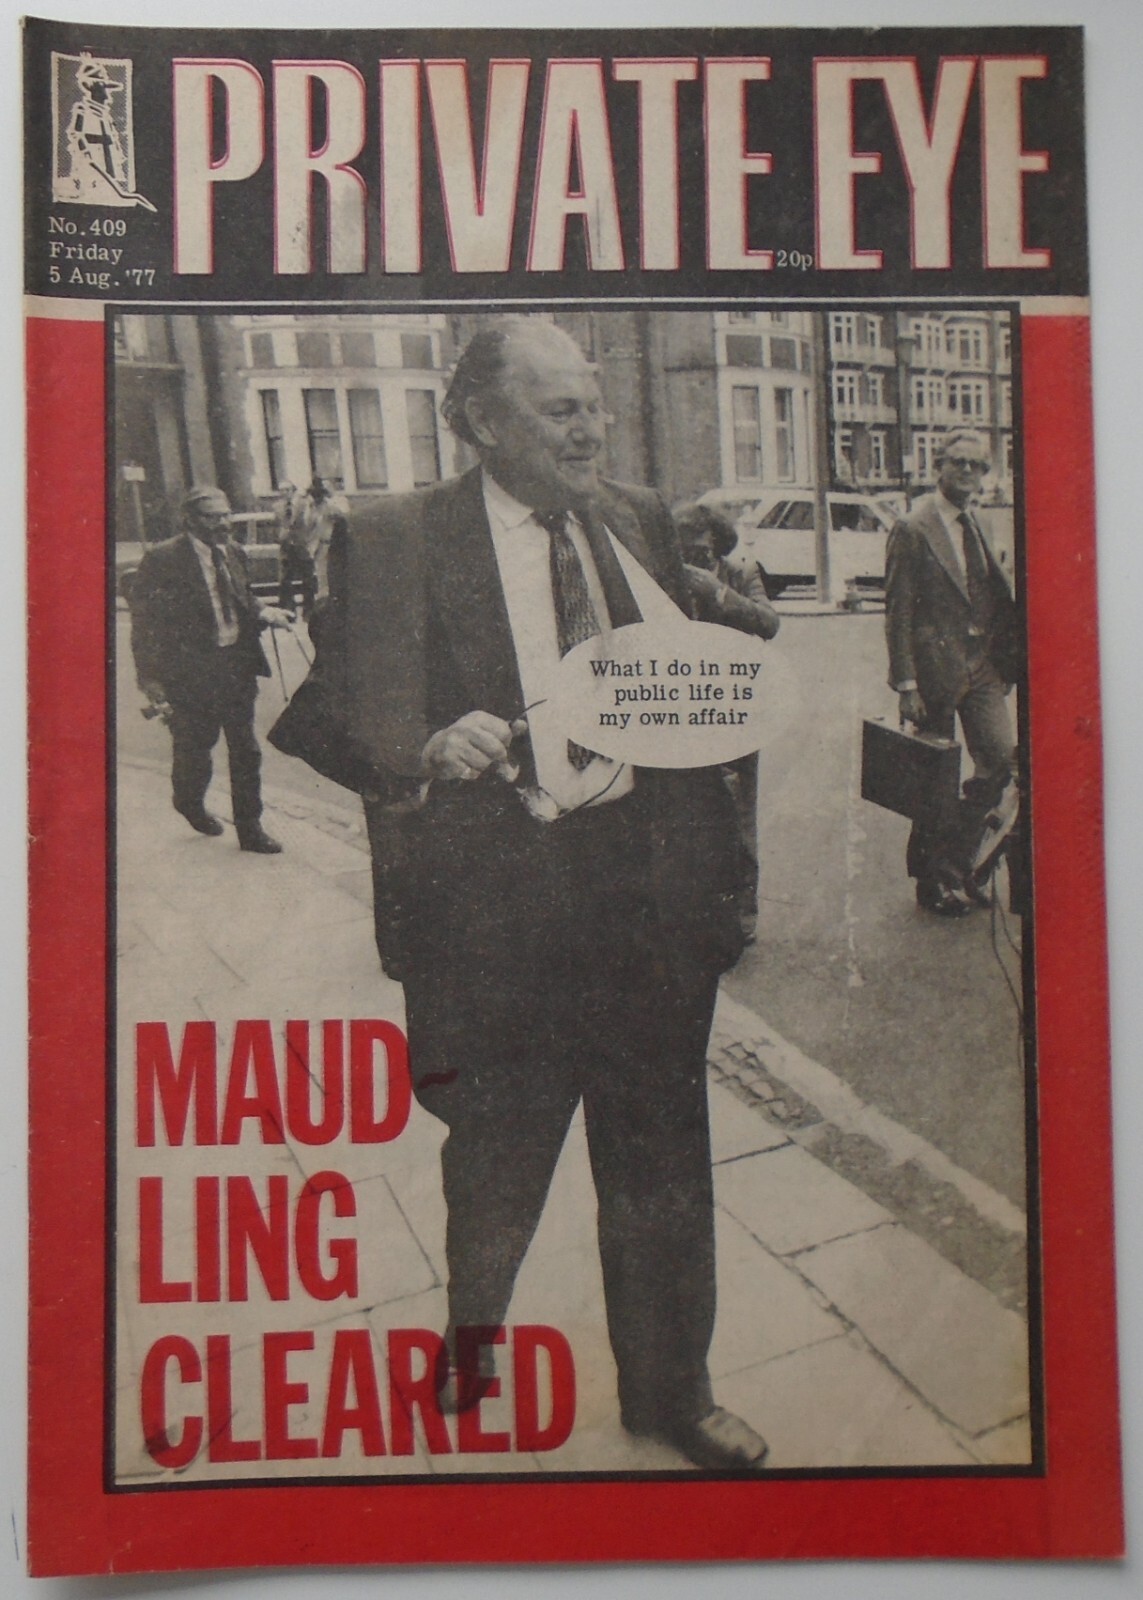 PRIVATE EYE
No. 409
Friday
5 Aug. '77
20p
What I do in my
public life is
my own affair
MAUD-
LING
CLEARED